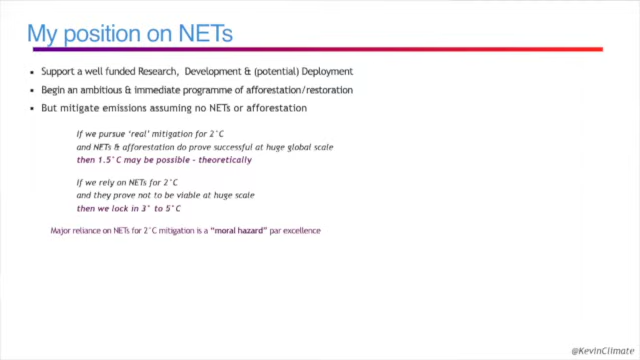 My position on NETs
• Support a well funded Research, Development & (potential) Deployment
• Begin an ambitious & immediate programme of afforestation/restoration
• But mitigate emissions assuming no NETs or afforestation
If we pursue 'real' mitigation for 2°C
and NETs & afforestation do prove successful at huge global scale
then 1.5°C may be possible - theoretically
If we rely on NETs for 2°C
and they prove not to be viable at huge scale
then we lock in 3° to 5°C
Major reliance on NETs for 2°C mitigation is a "moral hazard" par excellence
@KevinClimate